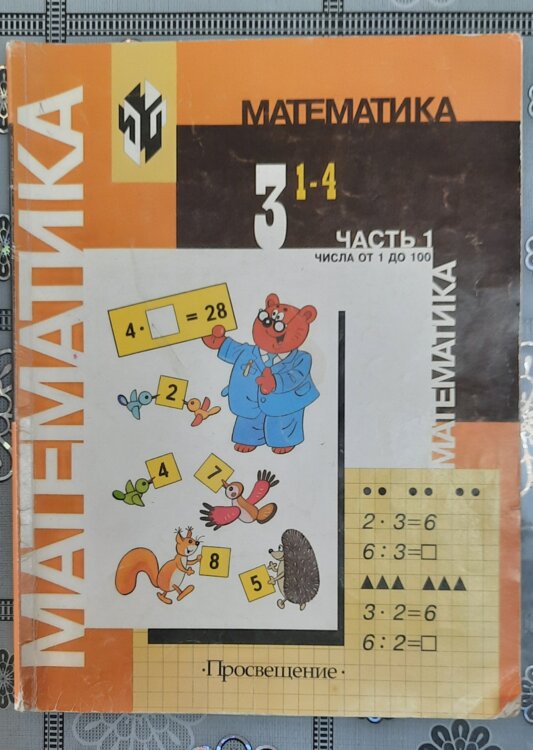 МАТЕМАТИКА
МАТЕМАТИКА
3 1-4
ЧАСТЬ 1
ЧИСЛА ОТ 1 ДО 100
МАТЕМАТИКА
4 · □ = 28
2
4
7
8
5
2 · 3=6
6 : 3=□
3 · 2=6
6 : 2=□
·Просвещение·